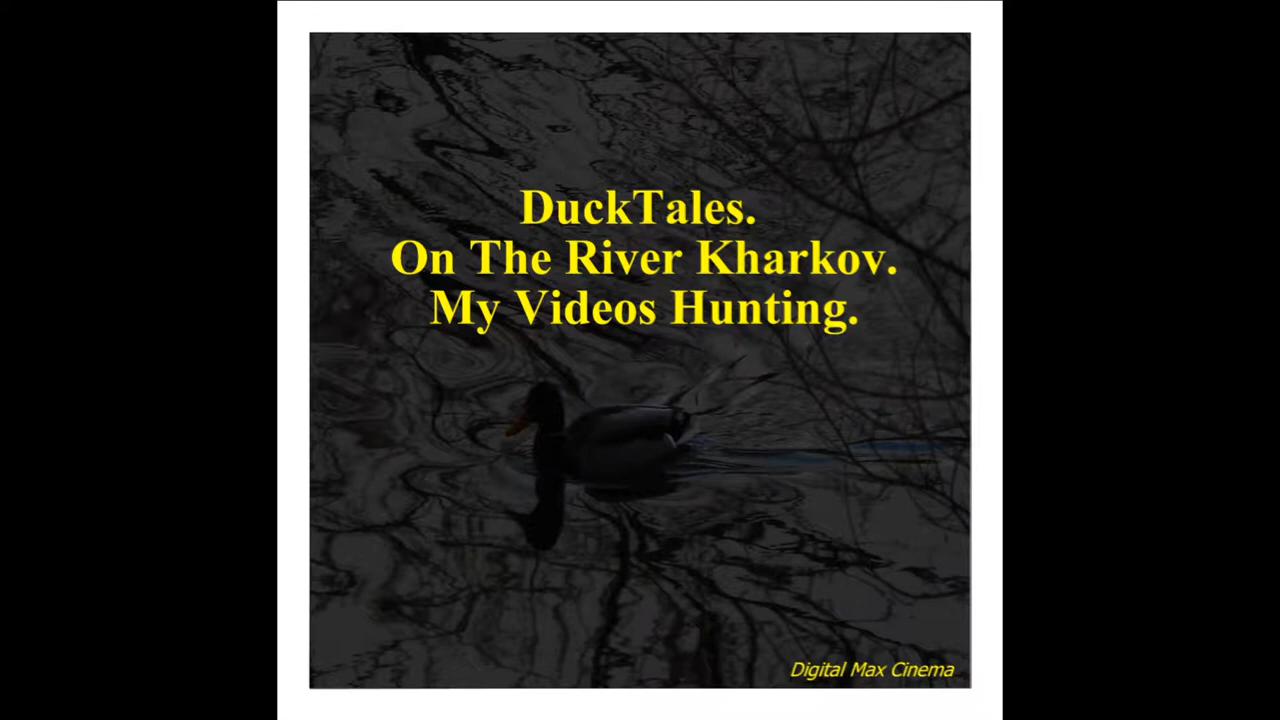 DuckTales.
On The River Kharkov.
My Videos Hunting.
Digital Max Cinema